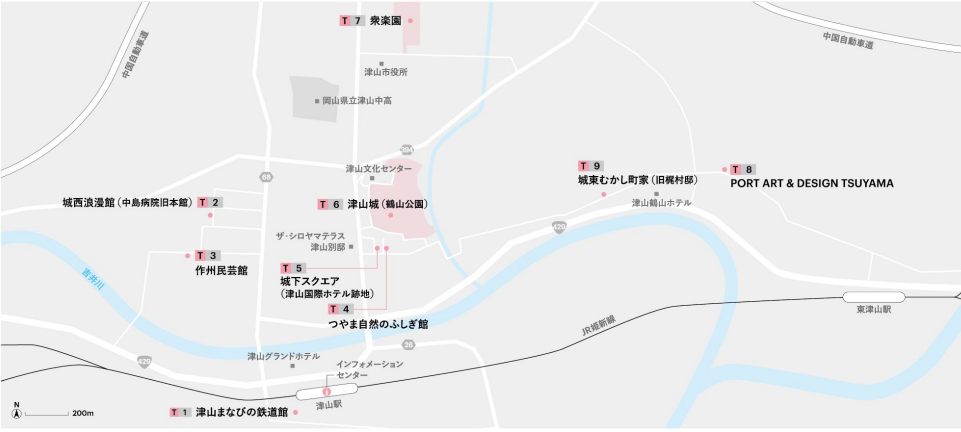 T 7 衆楽園
中国自動車道
中国自動車道
津山市役所
岡山県立津山中高
394
津山文化センター
68
T 9
城東むかし町家（旧梶村邸）
T 8
PORT ART & DESIGN TSUYAMA
城西浪漫館（中島病院旧本館） T 2
T 6 津山城（鶴山公園）
津山鶴山ホテル
429
ザ・シロヤマテラス
津山別邸
T 3
作州民芸館
吉井川
T 5
城下スクエア
（津山国際ホテル跡地）
T 4
つやま自然のふしぎ館
東津山駅
JR姫新線
26
429
津山グランドホテル
インフォメーション
センター
i
津山駅
N
200m
T 1 津山まなびの鉄道館